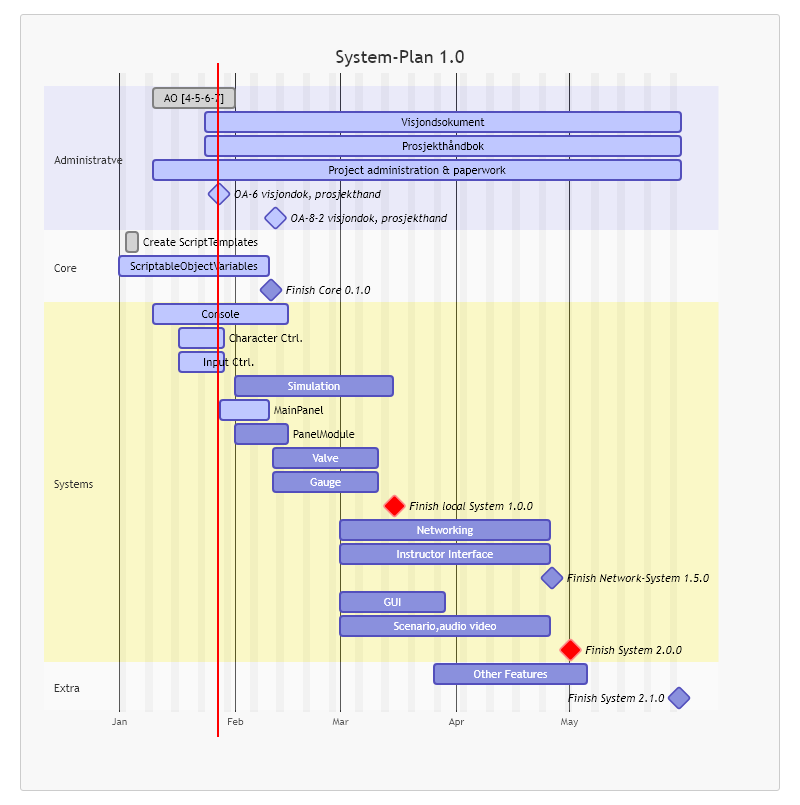 System-Plan 1.0
AO [4-5-6-7]
Visjondsokument
Prosjekthåndbok
Administratve
Project administration & paperwork
OA-6 visjondok, prosjekthand
OA-8-2 visjondok, prosjekthand
Create ScriptTemplates
Core
ScriptableObjectVariables
Finish Core 0.1.0
Console
Character Ctrl.
Input Ctrl.
Simulation
MainPanel
PanelModule
Valve
Systems
Gauge
Finish local System 1.0.0
Networking
Instructor Interface
Finish Network-System 1.5.0
GUI
Scenario,audio video
Finish System 2.0.0
Other Features
Extra
Finish System 2.1.0
Jan Feb Mar Apr May